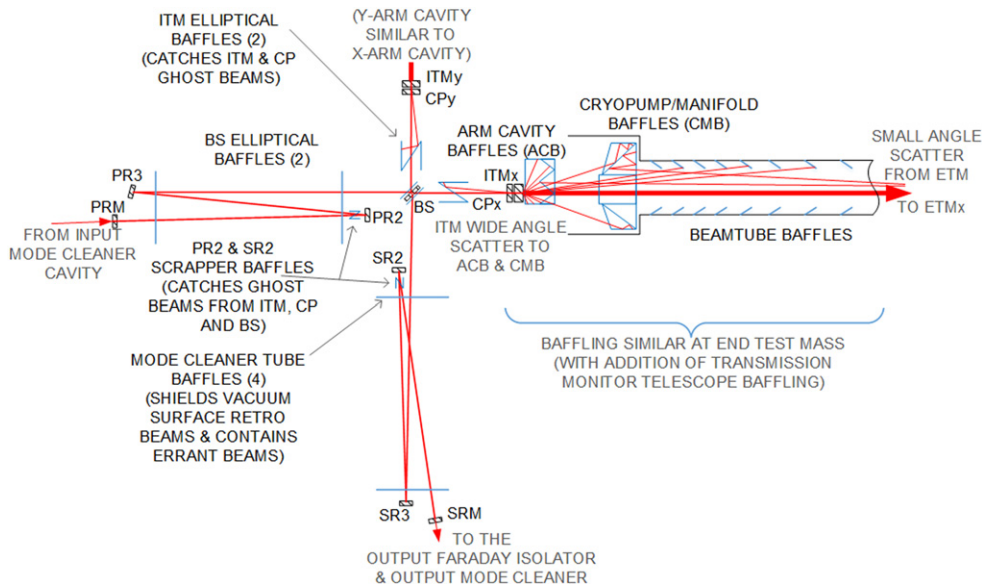 ITM ELLIPTICAL
BAFFLES (2)
(CATCHES ITM & CP
GHOST BEAMS)
(Y-ARM CAVITY
SIMILAR TO
X-ARM CAVITY)
ITMy
CPy
BS ELLIPTICAL
BAFFLES (2)
ARM CAVITY
BAFFLES (ACB)
CRYOPUMP/MANIFOLD
BAFFLES (CMB)
SMALL ANGLE
SCATTER
FROM ETM
PR3
PRM
FROM INPUT
MODE CLEANER
CAVITY
PR2
BS
ITMx
CPx
TO ETMx
ITM WIDE ANGLE
SCATTER TO
ACB & CMB
BEAMTUBE BAFFLES
PR2 & SR2
SCRAPPER BAFFLES
(CATCHES GHOST
BEAMS FROM ITM, CP
AND BS)
SR2
MODE CLEANER TUBE
BAFFLES (4)
(SHIELDS VACUUM
SURFACE RETRO
BEAMS & CONTAINS
ERRANT BEAMS)
BAFFLING SIMILAR AT END TEST MASS
(WITH ADDITION OF TRANSMISSION
MONITOR TELESCOPE BAFFLING)
SR3
SRM
TO THE
OUTPUT FARADAY ISOLATOR
& OUTPUT MODE CLEANER